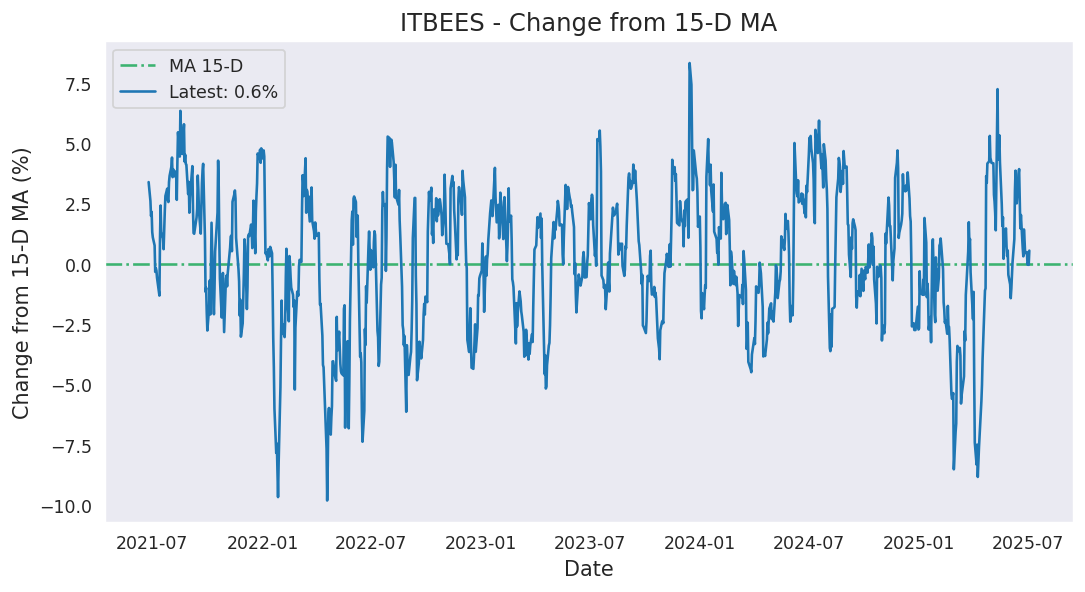 ITBEES - Change from 15-D MA
MA 15-D
Latest: 0.6%
Change from 15-D MA (%)
7.5
5.0
2.5
0.0
−2.5
−5.0
−7.5
−10.0
2021-07 2022-01 2022-07 2023-01 2023-07 2024-01 2024-07 2025-01 2025-07
Date